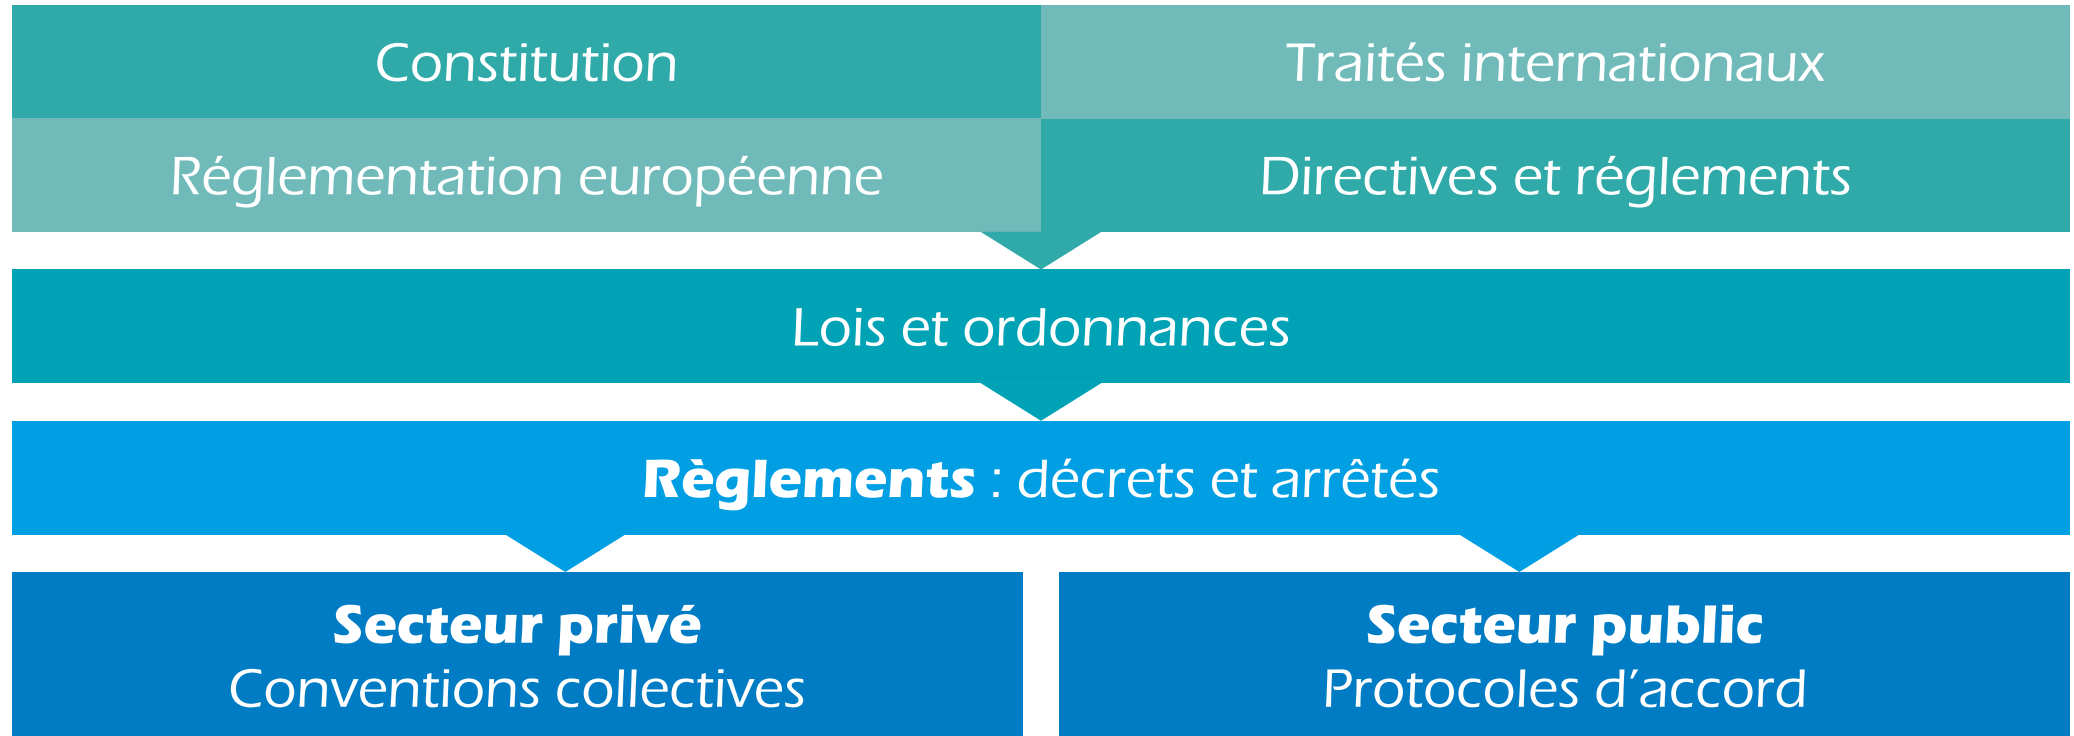 Constitution
Traités internationaux
Réglementation européenne
Directives et réglements
Lois et ordonnances
Règlements : décrets et arrêtés
Secteur privé
Conventions collectives
Secteur public
Protocoles d’accord